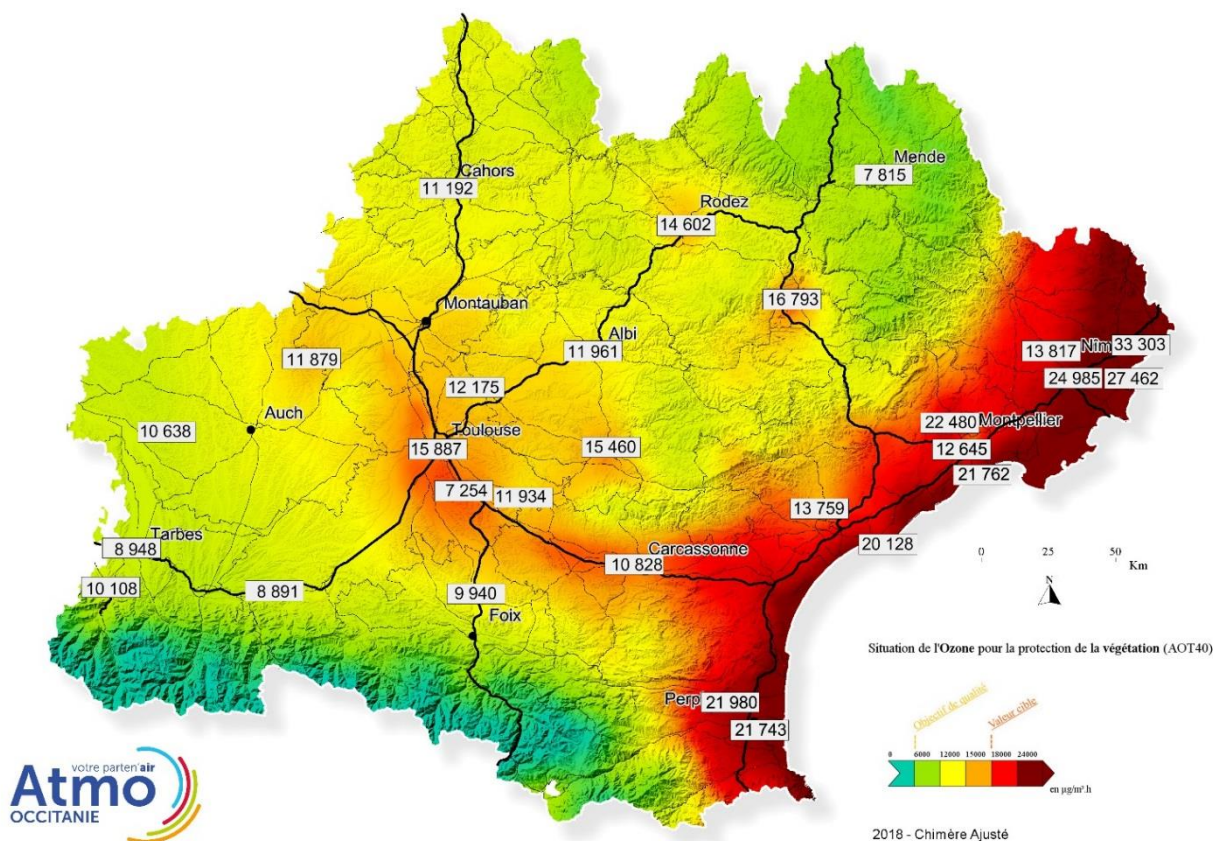 Cahors
11 192
Mende
7 815
Rodez
14 602
16 793
Montauban
Albi
11 961
11 879
12 175
13 817
Nîm
33 303
24 985
27 462
Auch
10 638
Toulouse
15 887
15 460
22 480
Montpellier
12 645
21 762
7 254
11 934
13 759
Tarbes
8 948
Carcassonne
10 828
20 128
10 108
8 891
9 940
Foix
Perp
21 980
21 743
0 25 50
Km
N
Situation de l'Ozone pour la protection de la végétation (AOT40)
Objectif de qualité
Valeur cible
0 6000 12000 15000 18000 24000
en µg/m³.h
2018 - Chimère Ajusté
votre parten'air
Atmo
OCCITANIE